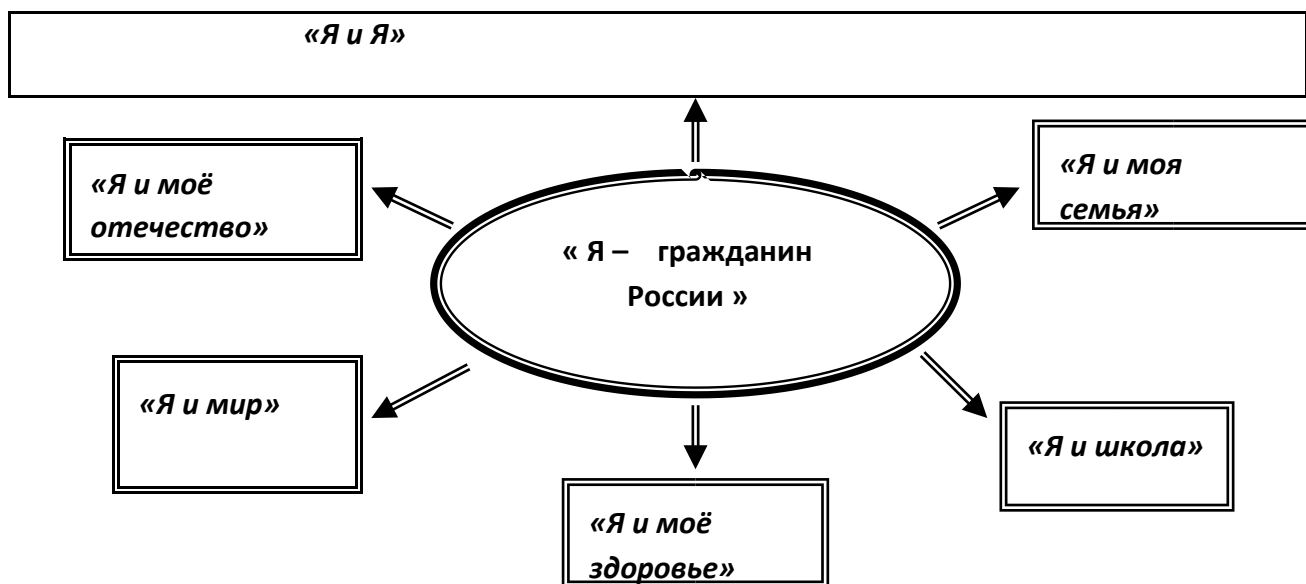 «Я и Я»
«Я и моё
отечество»
«Я и моя
семья»
« Я – гражданин
России »
«Я и мир»
«Я и школа»
«Я и моё
здоровье»